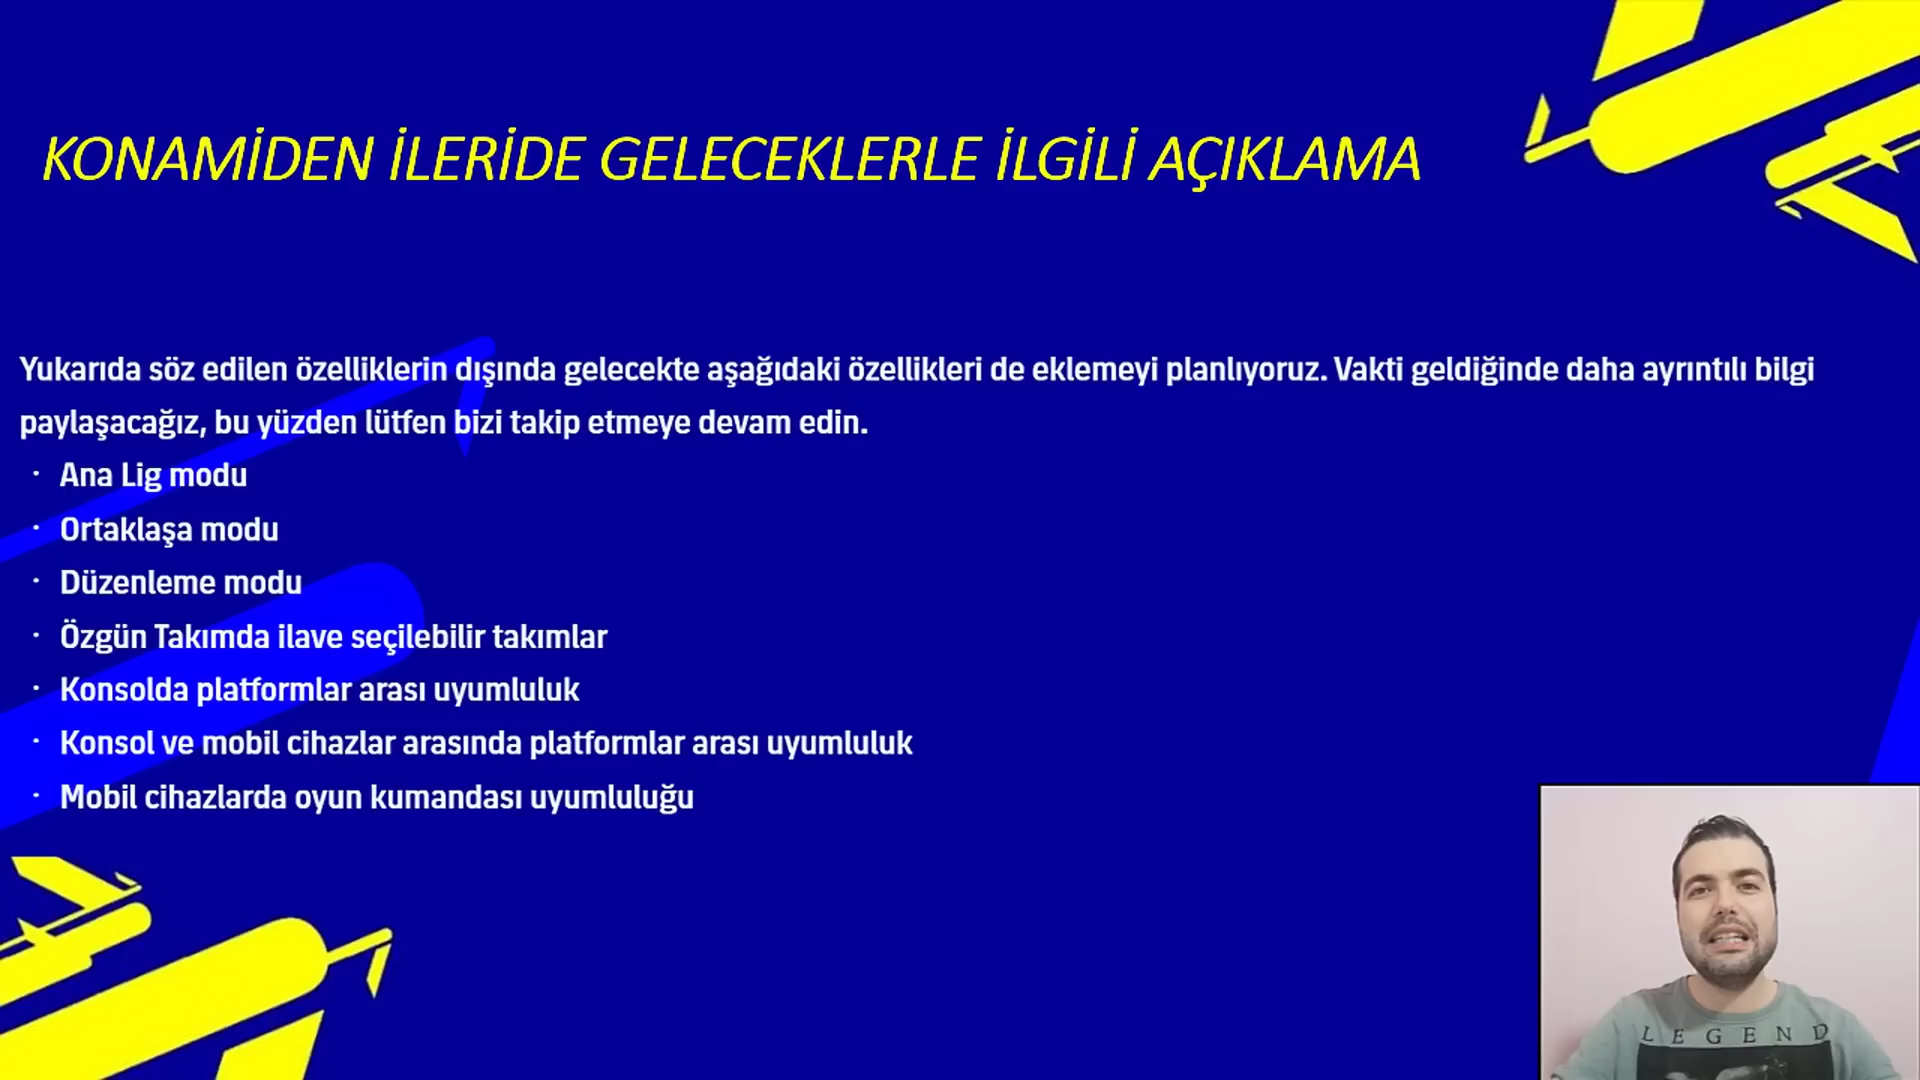 KONAMİDEN İLERİDE GELECEKLERLE İLGİLİ AÇIKLAMA
Yukarıda söz edilen özelliklerin dışında gelecekte aşağıdaki özellikleri de eklemeyi planlıyoruz. Vakti geldiğinde daha ayrıntılı bilgi
paylaşacağız, bu yüzden lütfen bizi takip etmeye devam edin.
· Ana Lig modu
· Ortaklaşa modu
· Düzenleme modu
· Özgün Takımda ilave seçilebilir takımlar
· Konsolda platformlar arası uyumluluk
· Konsol ve mobil cihazlar arasında platformlar arası uyumluluk
· Mobil cihazlarda oyun kumandası uyumluluğu
LEGEND